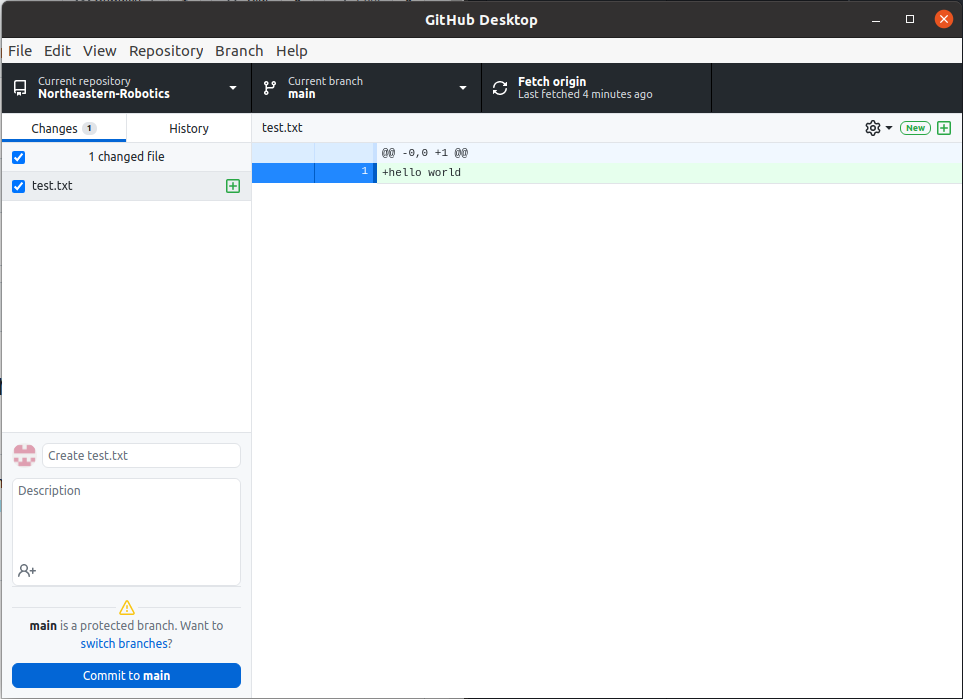 GitHub Desktop
File Edit View Repository Branch Help
Current repository
Northeastern-Robotics
Current branch
main
Fetch origin
Last fetched 4 minutes ago
Changes 1
History
test.txt
New
1 changed file
test.txt
@@ -0,0 +1 @@
1 +hello world
Create test.txt
Description
main is a protected branch. Want to
switch branches?
Commit to main